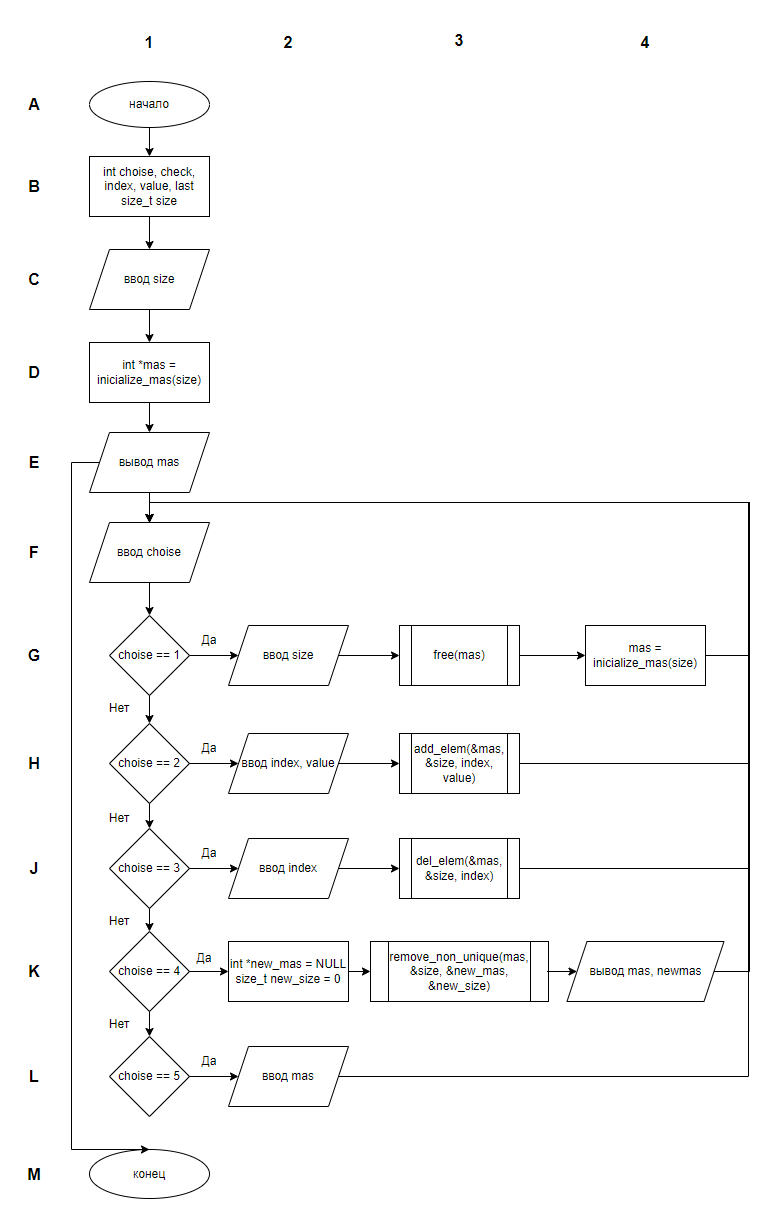 1 2 3 4
A
начало
B
int choise, check,
index, value, last
size_t size
C
ввод size
D
int *mas =
inicialize_mas(size)
E
вывод mas
F
ввод choise
G
choise == 1
Да
ввод size
free(mas)
mas =
inicialize_mas(size)
Нет
H
choise == 2
Да
ввод index, value
add_elem(&mas,
&size, index,
value)
Нет
J
choise == 3
Да
ввод index
del_elem(&mas,
&size, index)
Нет
K
choise == 4
Да
int *new_mas = NULL
size_t new_size = 0
remove_non_unique(mas,
&size, &new_mas,
&new_size)
вывод mas, newmas
Нет
L
choise == 5
Да
ввод mas
M
конец